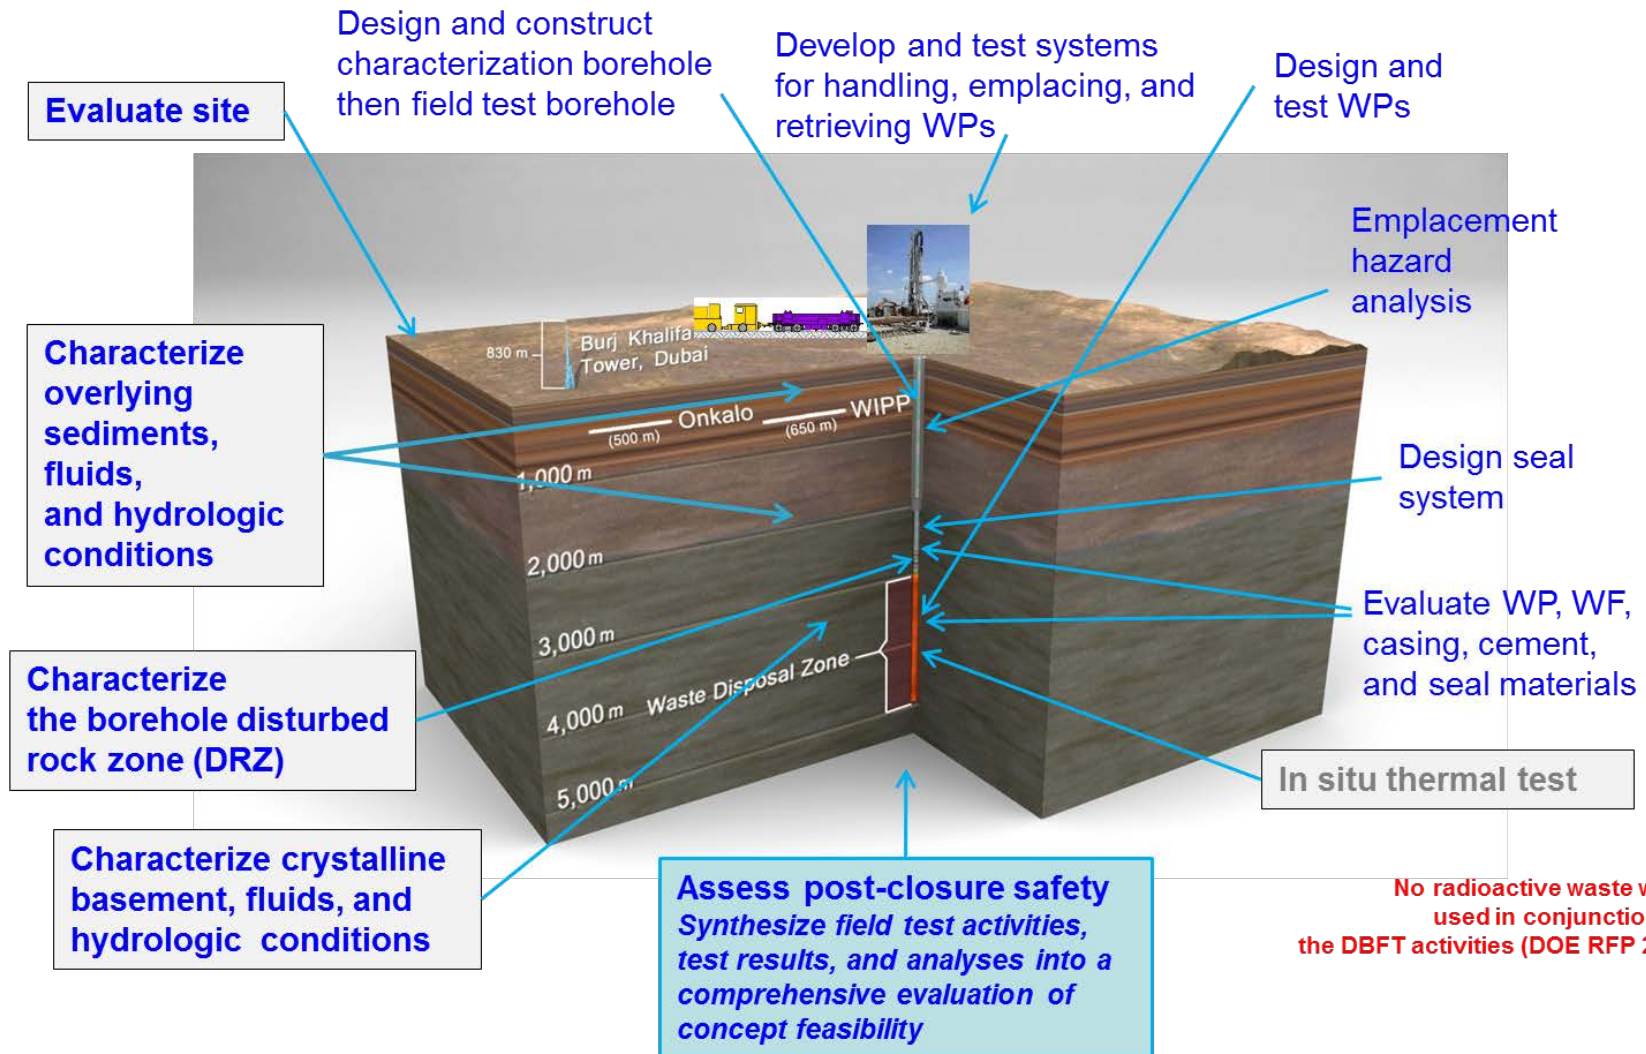 Design and construct
characterization borehole
then field test borehole
Develop and test systems
for handling, emplacing, and
retrieving WPs
Design and
test WPs
Evaluate site
Emplacement
hazard
analysis
830 m
Burj Khalifa
Tower, Dubai
Characterize
overlying
sediments,
fluids,
and hydrologic
conditions
Onkalo
(500 m)
WIPP
(650 m)
1,000 m
2,000 m
3,000 m
4,000 m
5,000 m
Waste Disposal Zone
Design seal
system
Evaluate WP, WF,
casing, cement,
and seal materials
Characterize
the borehole disturbed
rock zone (DRZ)
In situ thermal test
Characterize crystalline
basement, fluids, and
hydrologic conditions
Assess post-closure safety
Synthesize field test activities,
test results, and analyses into a
comprehensive evaluation of
concept feasibility
No radioactive waste
used in
the DBFT activities (DOE RFP